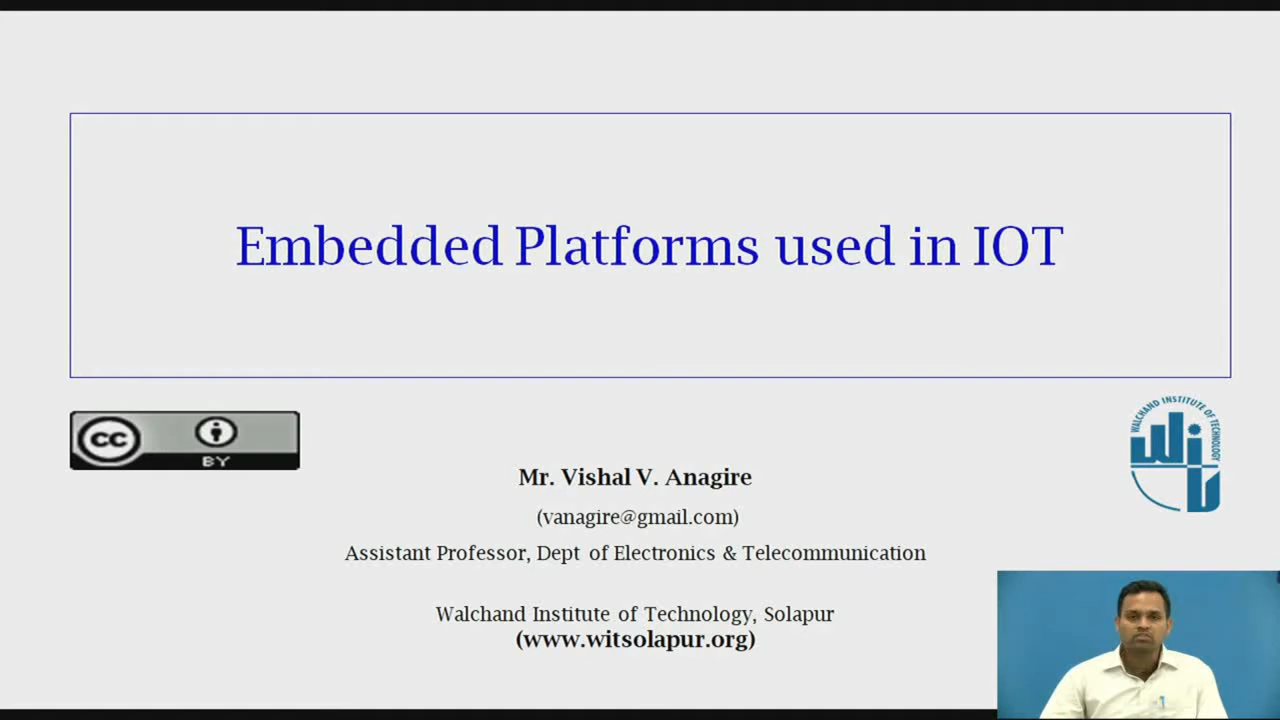 Embedded Platforms used in IOT
CC
BY
WALCHAND INSTITUTE OF TECHNOLOGY
Mr. Vishal V. Anagire
(vanagire@gmail.com)
Assistant Professor, Dept of Electronics & Telecommunication
Walchand Institute of Technology, Solapur
(www.witsolapur.org)